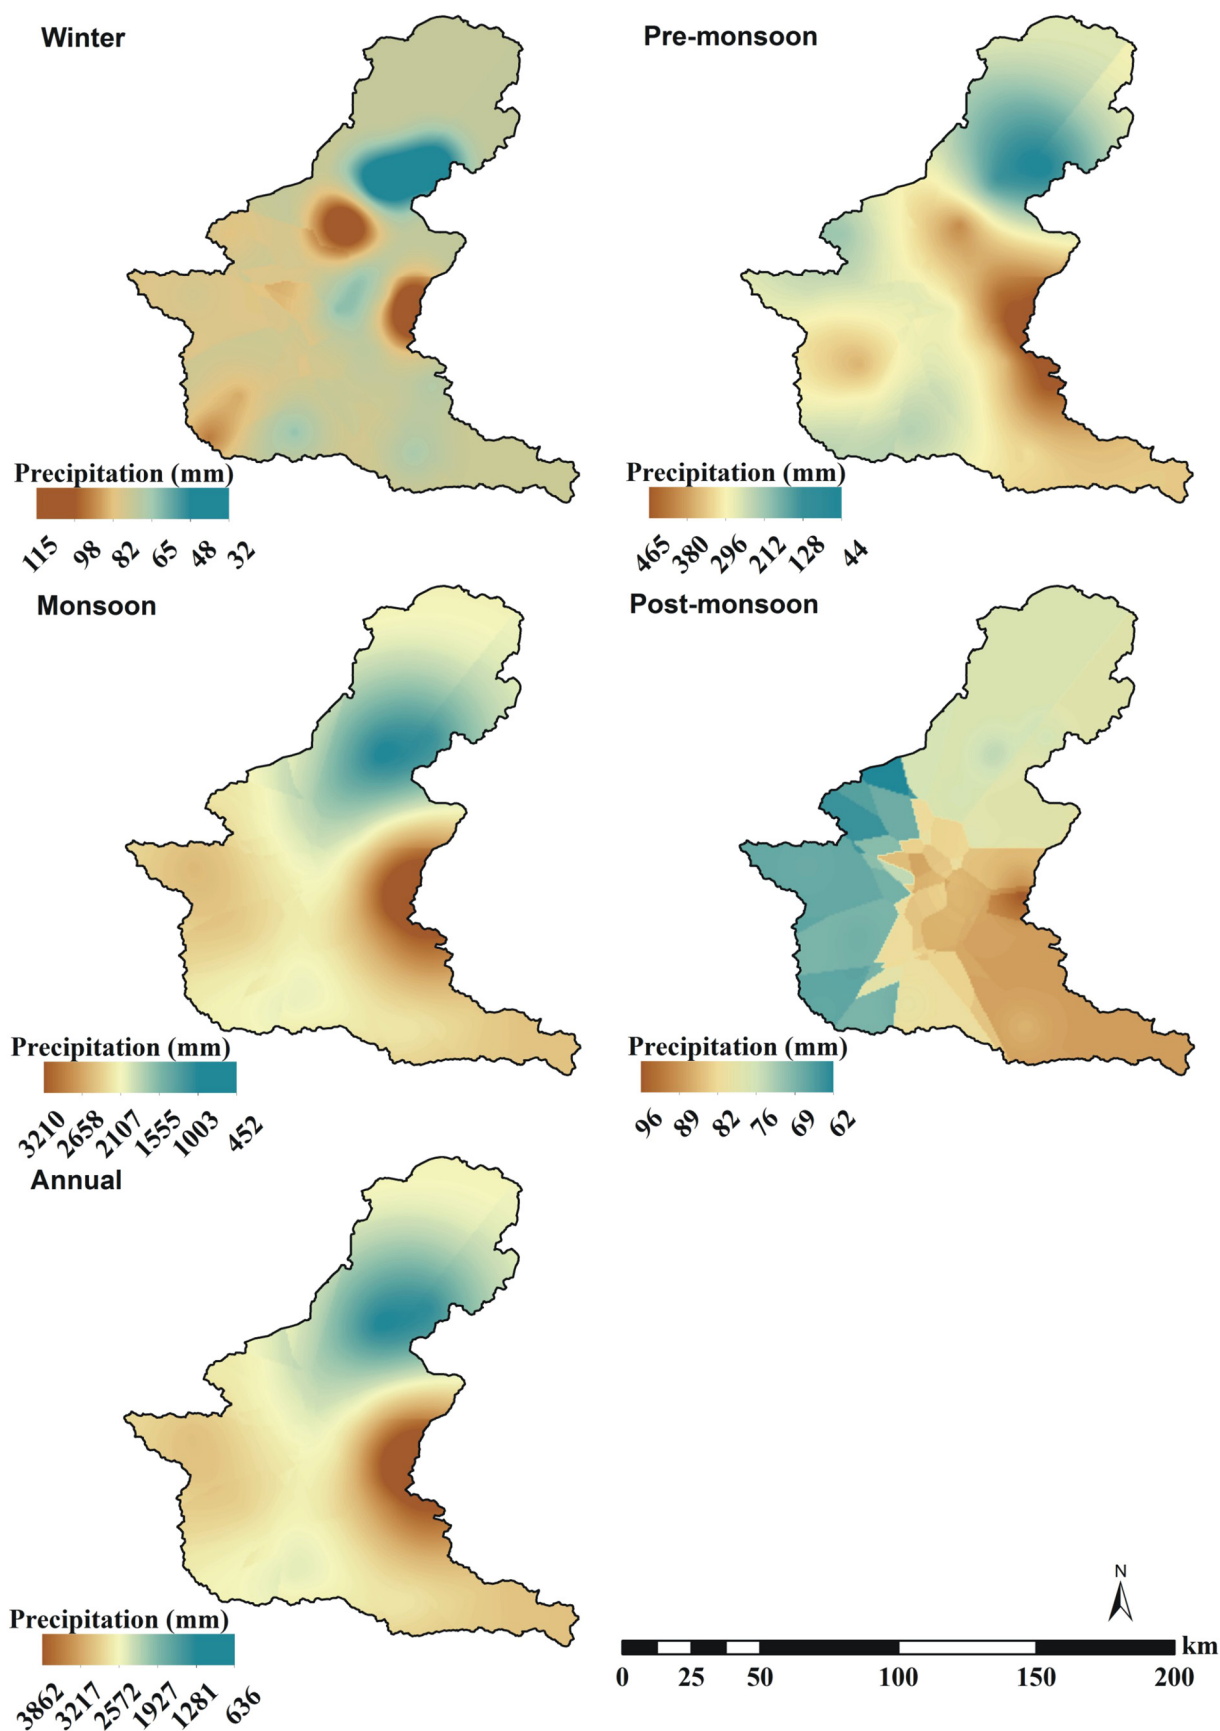 Winter
Pre-monsoon
Precipitation (mm)
115 98 82 65 48 32
Precipitation (mm)
465 380 296 212 128 44
Monsoon
Post-monsoon
Precipitation (mm)
3210 2658 2107 1555 1003 452
Precipitation (mm)
96 89 82 76 69 62
Annual
Precipitation (mm)
3862 3217 2572 1927 1281 636
N
km
0 25 50 100 150 200